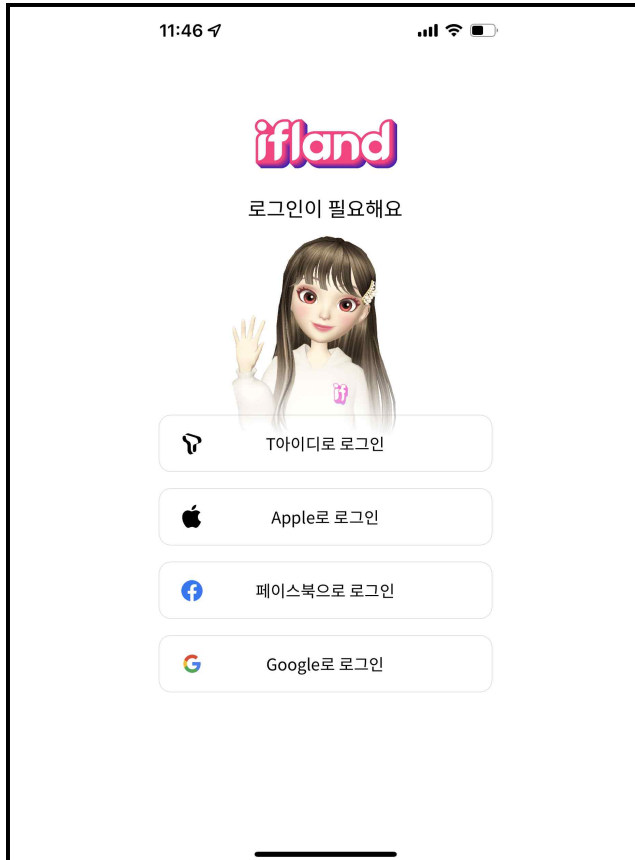 11:46
ifland
로그인이 필요해요
if
T아이디로 로그인
Apple로 로그인
페이스북으로 로그인
Google로 로그인